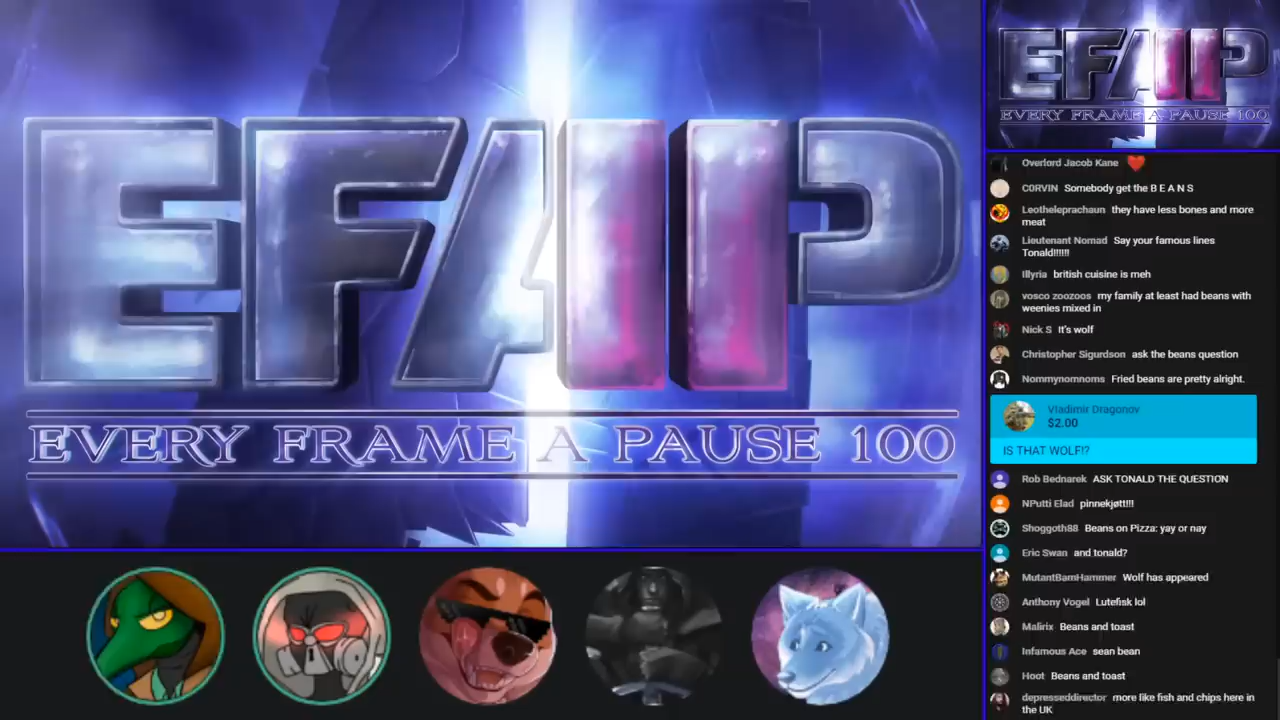 EFAIIP
EVERY FRAME A PAUSE 100
EFAIIP
EVERY FRAME A PAUSE 100
Overlord Jacob Kane ❤
C0RVIN Somebody get the B E A N S
Leotheleprachaun they have less bones and more
meat
Lieutenant Nomad Say your famous lines
Tonald!!!!!!
Illyria british cuisine is meh
vosco zoozoos my family at least had beans with
weenies mixed in
Nick S It's wolf
Christopher Sigurdson ask the beans question
Nommynomnoms Fried beans are pretty alright.
Vladimir Dragonov
$2.00
IS THAT WOLF!?
Rob Bednarek ASK TONALD THE QUESTION
NPutti Elad pinnekjøtt!!!
Shoggoth88 Beans on Pizza: yay or nay
Eric Swan and tonald?
MutantBamHammer Wolf has appeared
Anthony Vogel Lutefisk lol
Malirix Beans and toast
Infamous Ace sean bean
Hoot Beans and toast
depresseddirector more like fish and chips here in
the UK